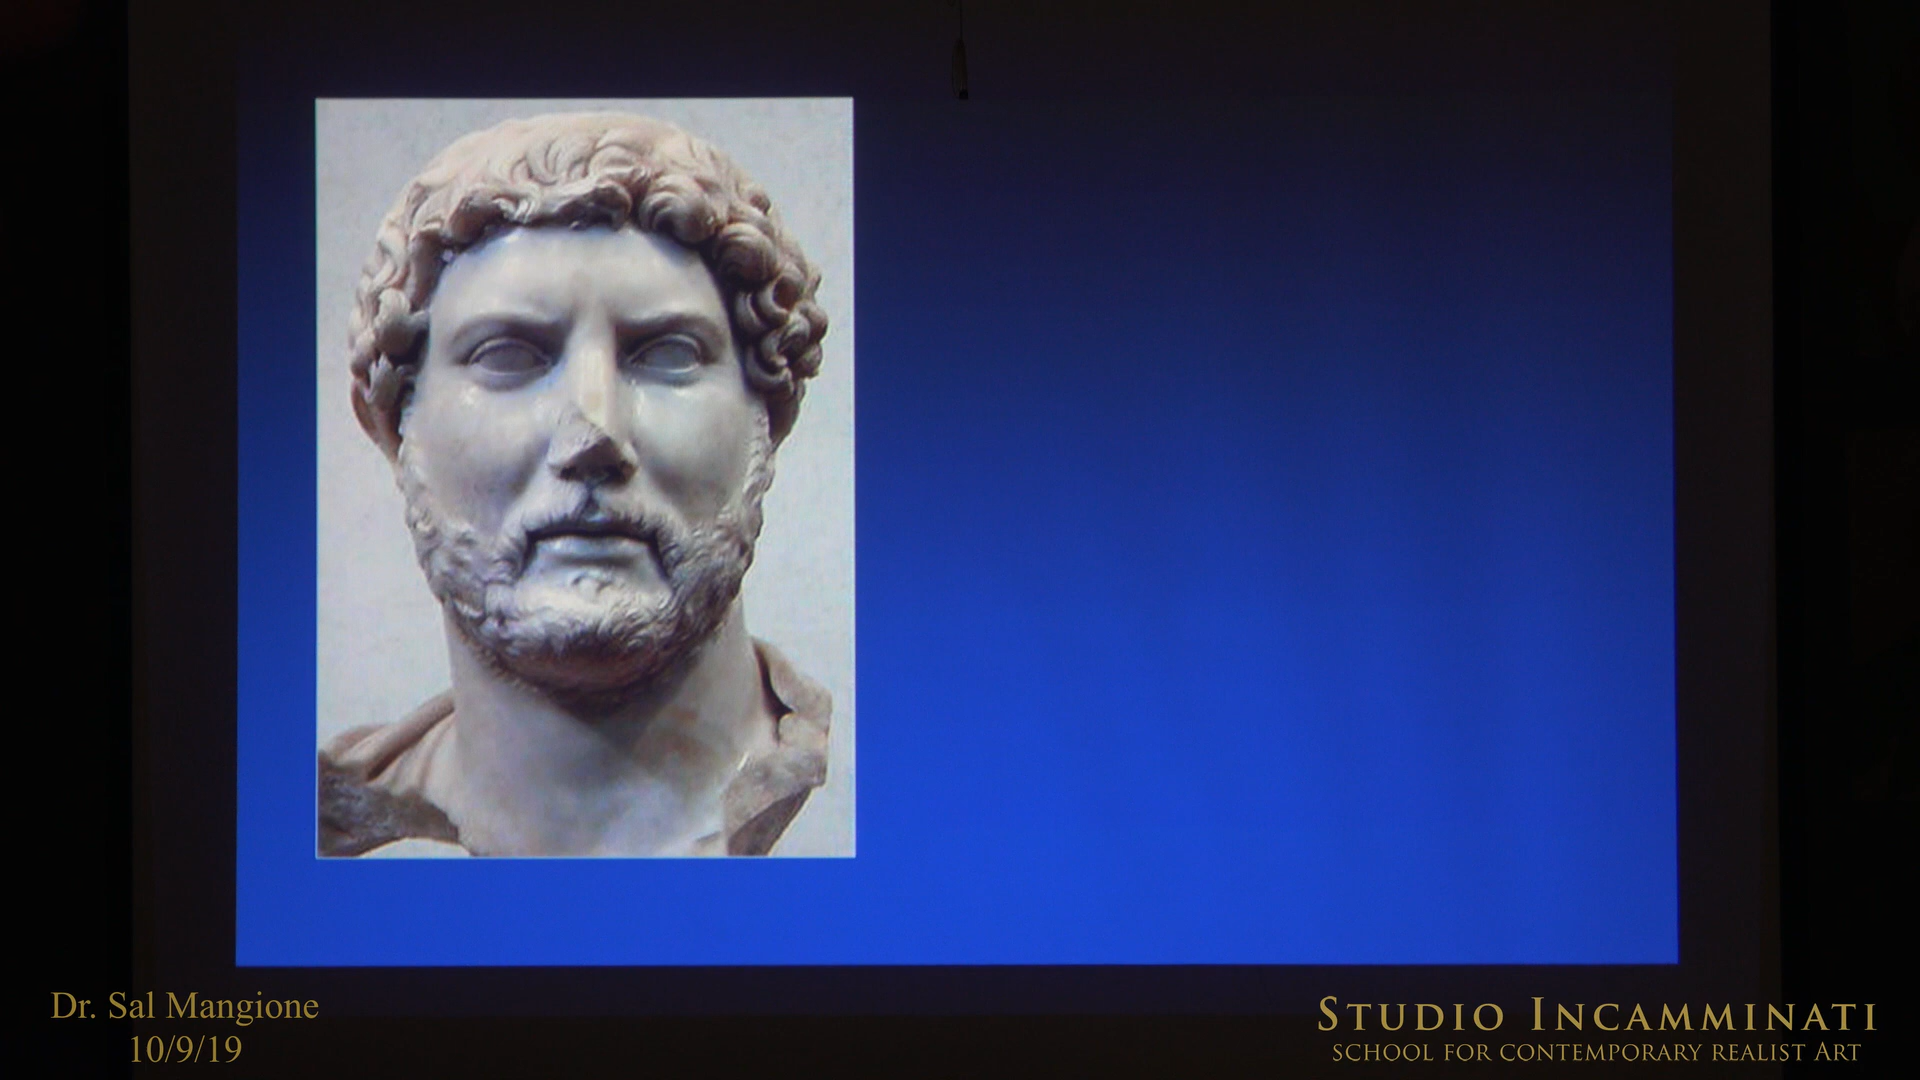 Dr. Sal Mangione
10/9/19
STUDIO INCAMMINATI
SCHOOL FOR CONTEMPORARY REALIST ART